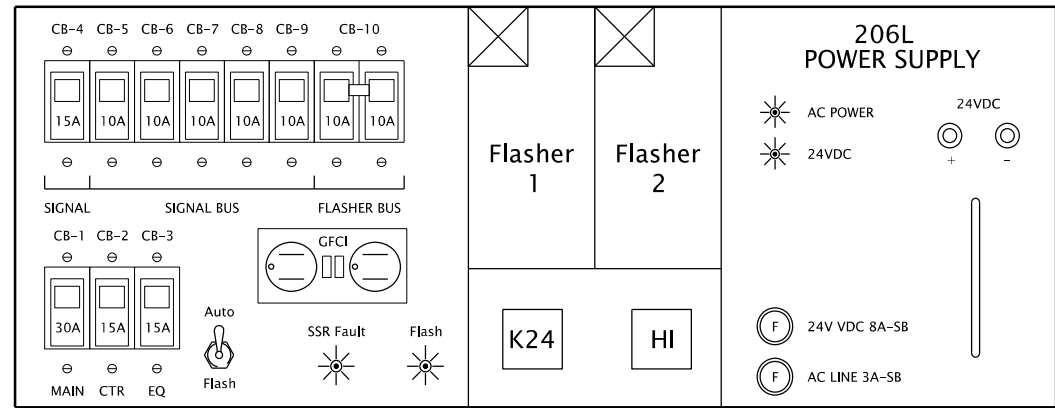 CB-4 CB-5 CB-6 CB-7 CB-8 CB-9 CB-10
15A 10A 10A 10A 10A 10A 10A 10A
SIGNAL SIGNAL BUS FLASHER BUS
CB-1 CB-2 CB-3
30A 15A 15A
MAIN CTR EQ
Auto
Flash
GFCI
SSR Fault Flash
Flasher
1
Flasher
2
K24 HI
206L
POWER SUPPLY
AC POWER
24VDC
24VDC
+ -
F 24V VDC 8A-SB
F AC LINE 3A-SB